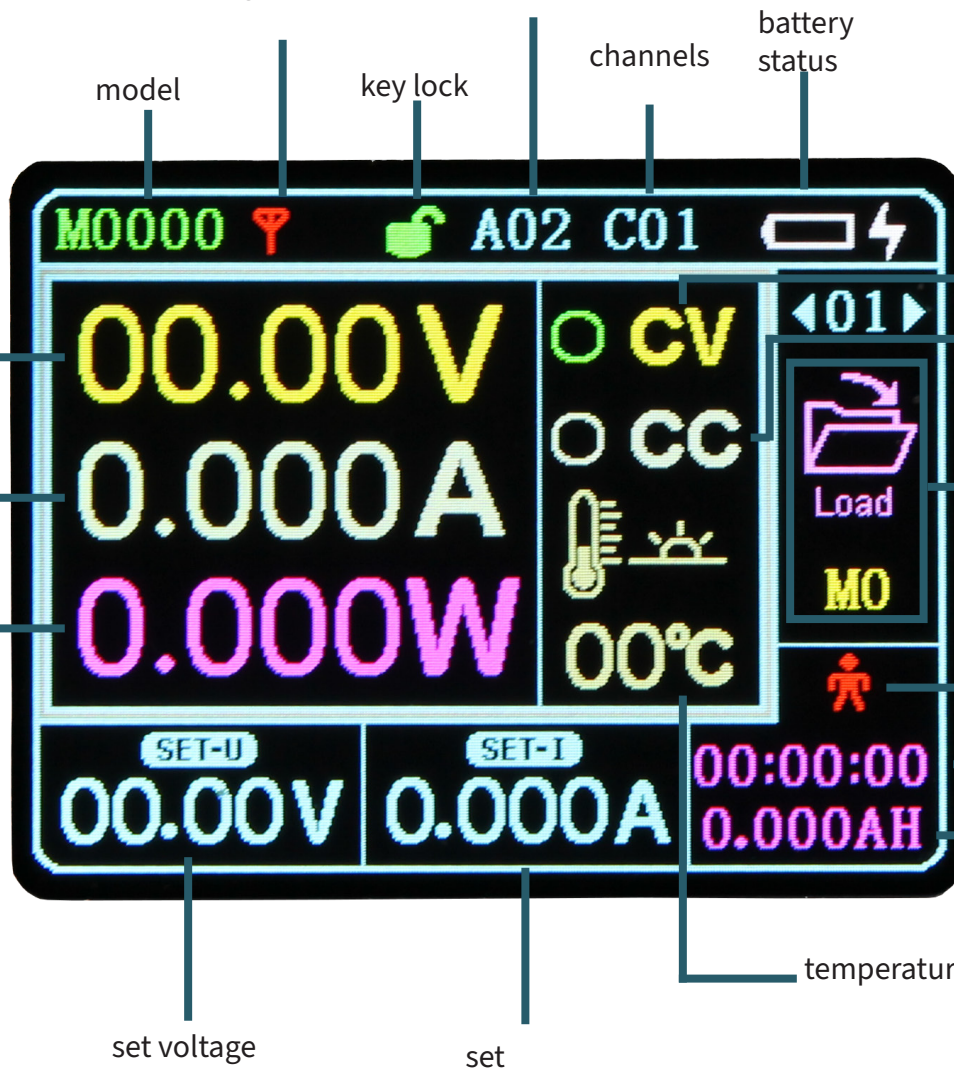 battery
status
channels
key lock
model
M0000 A02 C01
01
00.00V
CV
0.000A
CC
Load
M0
0.000W
00℃
SET-U
SET-I
00.00V
0.000A
00:00:00
0.000AH
temperatur
set voltage
set